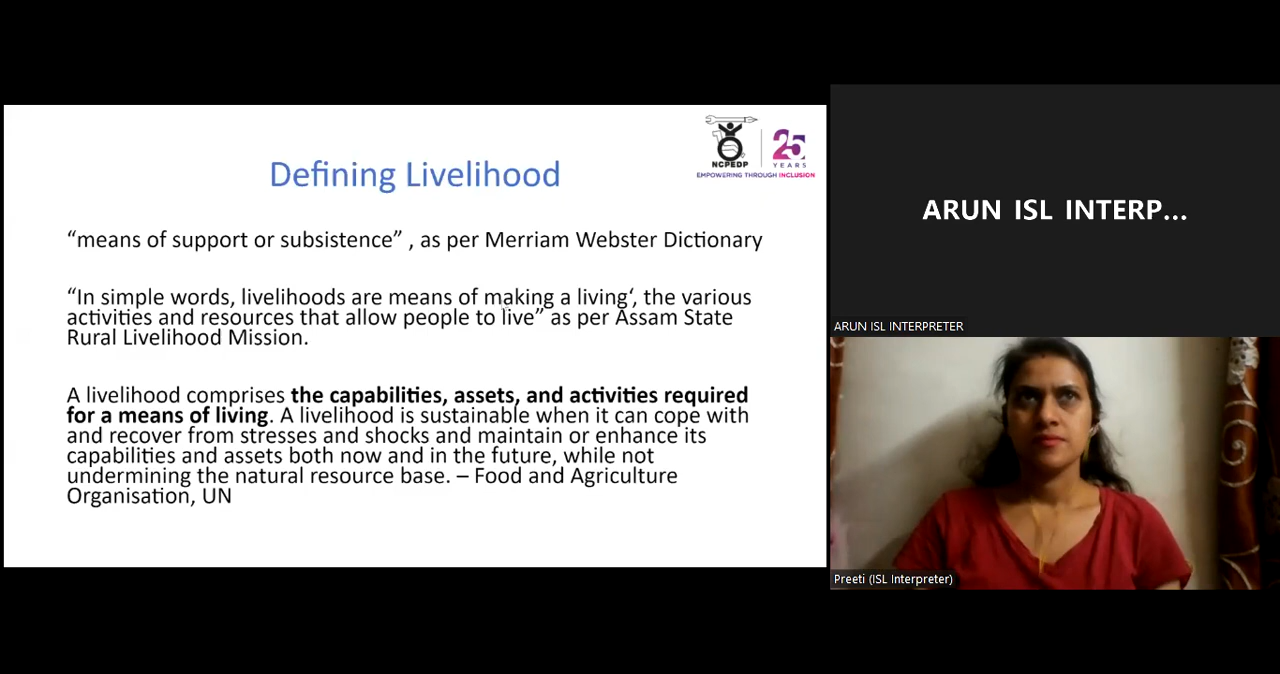 Defining Livelihood
NCPEDP
25
YEARS
EMPOWERING THROUGH INCLUSION
“means of support or subsistence” , as per Merriam Webster Dictionary
“In simple words, livelihoods are means of making a living‘, the various
activities and resources that allow people to live” as per Assam State
Rural Livelihood Mission.
A livelihood comprises the capabilities, assets, and activities required
for a means of living. A livelihood is sustainable when it can cope with
and recover from stresses and shocks and maintain or enhance its
capabilities and assets both now and in the future, while not
undermining the natural resource base. – Food and Agriculture
Organisation, UN
ARUN ISL INTERP...
ARUN ISL INTERPRETER
Preeti (ISL Interpreter)